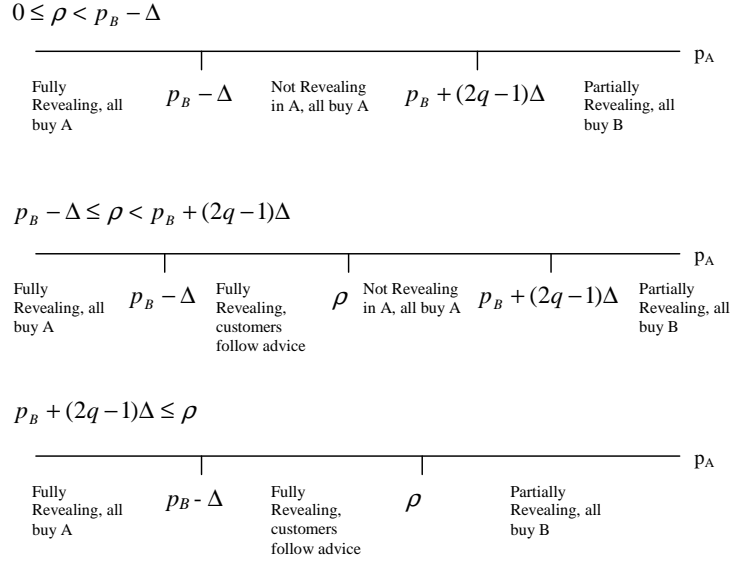 0 ≤ ρ < p_B − Δ
p_A
Fully
Revealing, all
buy A
p_B − Δ
Not Revealing
in A, all buy A
p_B + (2q − 1)Δ
Partially
Revealing, all
buy B
p_B − Δ ≤ ρ < p_B + (2q − 1)Δ
p_A
Fully
Revealing, all
buy A
p_B − Δ
Fully
Revealing,
customers
follow advice
ρ
Not Revealing
in A, all buy A
p_B + (2q − 1)Δ
Partially
Revealing, all
buy B
p_B + (2q − 1)Δ ≤ ρ
p_A
Fully
Revealing, all
buy A
p_B - Δ
Fully
Revealing,
customers
follow advice
ρ
Partially
Revealing, all
buy B